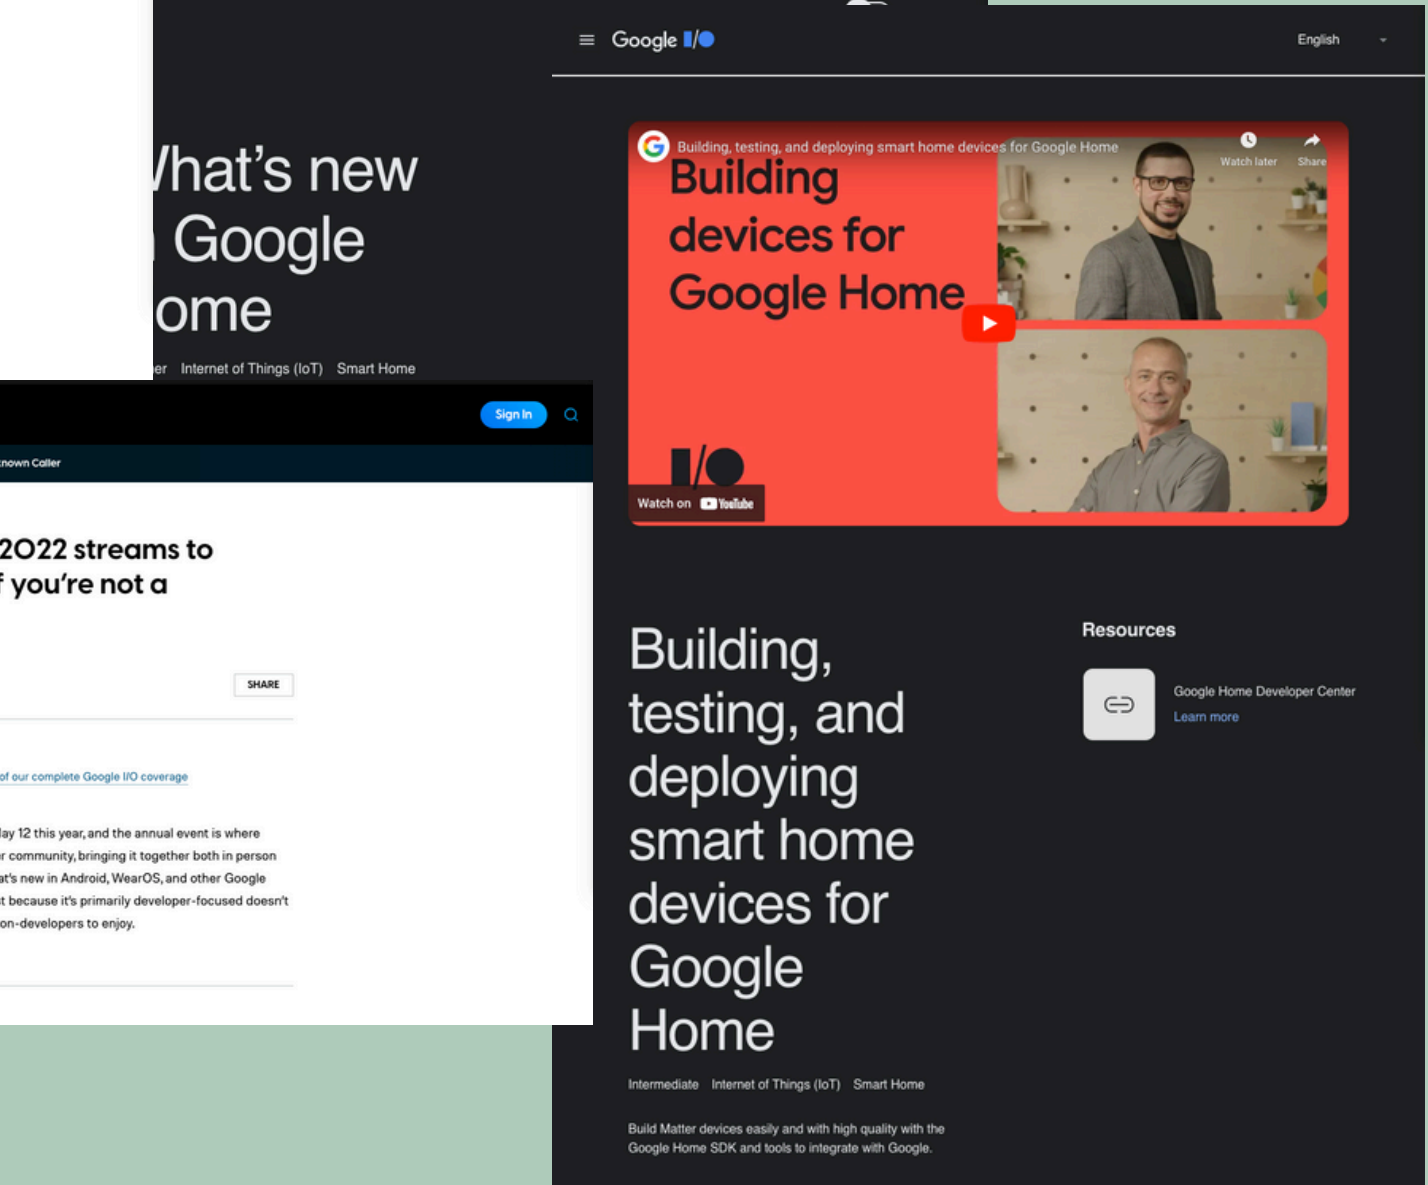 What's new
Google
ome
Internet of Things (IoT) Smart Home
Sign In
Caller
2022 streams to
you're not a
SHARE
of our complete Google I/O coverage
12 this year, and the annual event is where
community, bringing it together both in person
what's new in Android, WearOS, and other Google
because it's primarily developer-focused doesn't
non-developers to enjoy.
Google I/O
English
Building, testing, and deploying smart home devices for Google Home
Watch later Share
Building
devices for
Google Home
I/O
Watch on YouTube
Building,
testing, and
deploying
smart home
devices for
Google
Home
Intermediate Internet of Things (IoT) Smart Home
Build Matter devices easily and with high quality with the
Google Home SDK and tools to integrate with Google.
Resources
Google Home Developer Center
Learn more